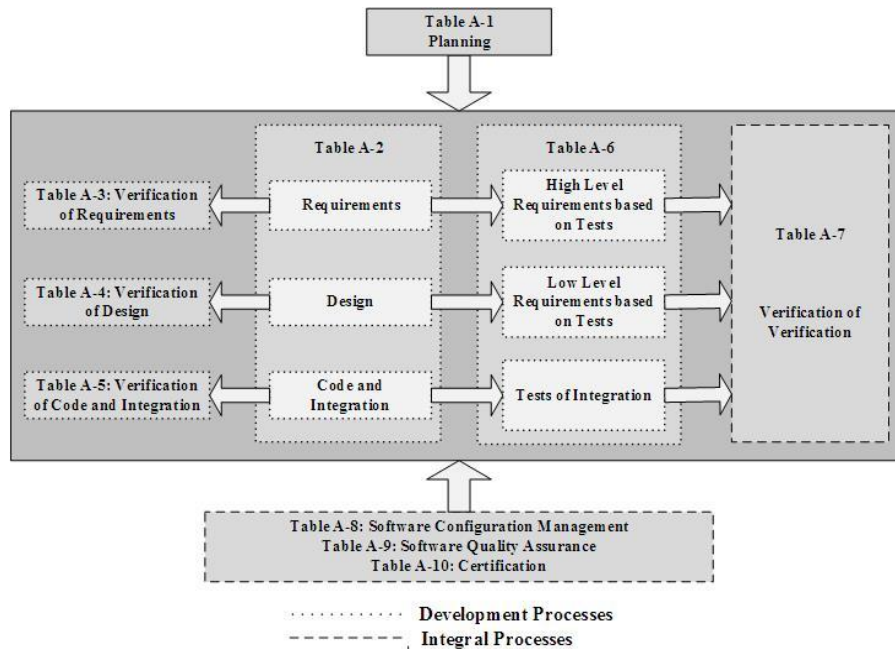 Table A-1
Planning
Table A-2
Table A-6
Table A-3: Verification
of Requirements
Requirements
High Level
Requirements based
on Tests
Table A-7
Verification of
Verification
Table A-4: Verification
of Design
Design
Low Level
Requirements based
on Tests
Table A-5: Verification
of Code and Integration
Code and
Integration
Tests of Integration
Table A-8: Software Configuration Management
Table A-9: Software Quality Assurance
Table A-10: Certification
Development Processes
Integral Processes